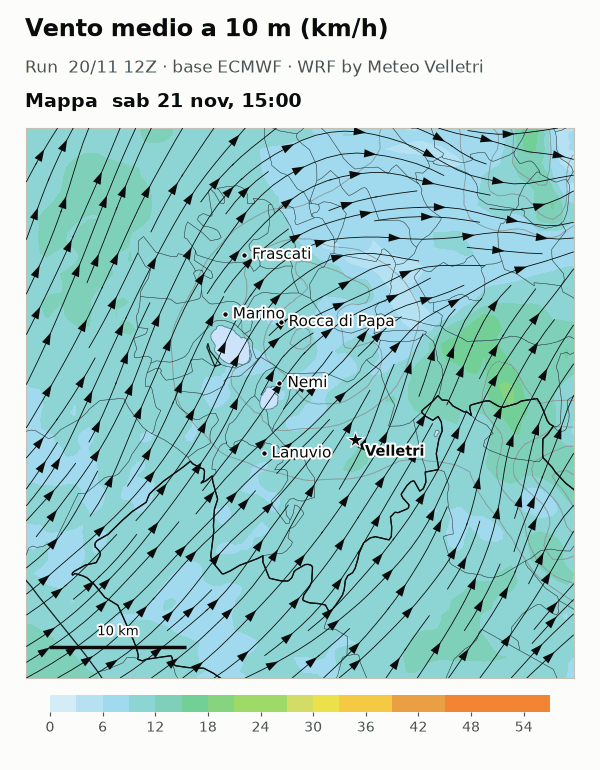 Vento medio a 10 m (km/h)
Run  20/11 12Z · base ECMWF · WRF by Meteo Velletri
Mappa  sab 21 nov, 15:00
Frascati
Marino
Rocca di Papa
Nemi
Velletri
Lanuvio
10 km
0 6 12 18 24 30 36 42 48 54